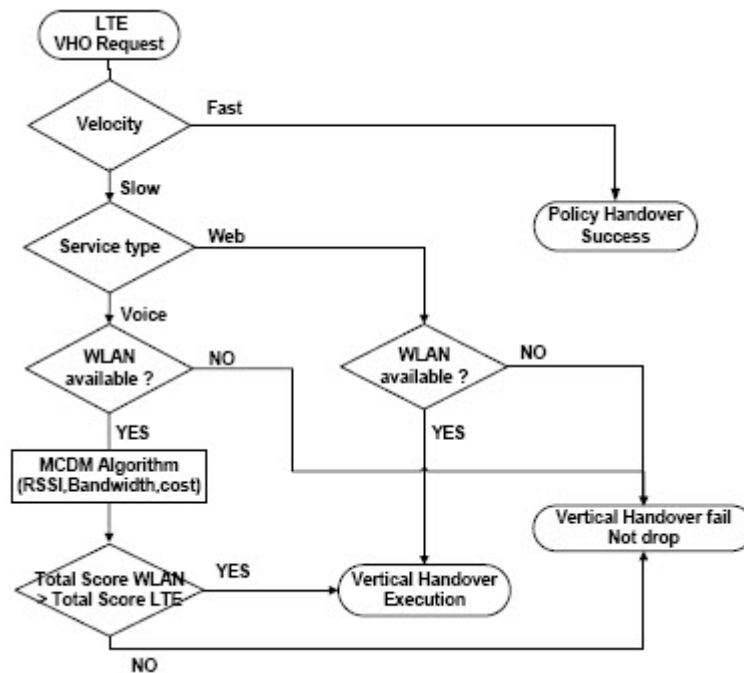 LTE
VHO Request
Velocity
Fast
Slow
Policy Handover
Success
Service type
Web
Voice
WLAN
available ?
NO
WLAN
available ?
NO
YES
YES
MCDM Algorithm
(RSSI,Bandwidth,cost)
Vertical Handover fail
Not drop
Total Score WLAN
> Total Score LTE
YES
Vertical Handover
Execution
NO